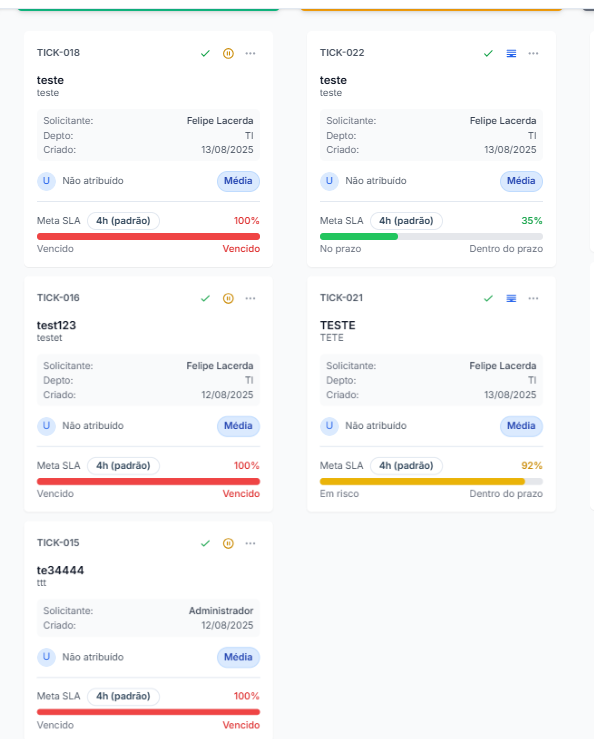 TICK-018
teste
teste
Solicitante: Felipe Lacerda
Depto: TI
Criado: 13/08/2025
U Não atribuído Média
Meta SLA 4h (padrão) 100%
Vencido Vencido
TICK-016
test123
testet
Solicitante: Felipe Lacerda
Depto: TI
Criado: 12/08/2025
U Não atribuído Média
Meta SLA 4h (padrão) 100%
Vencido Vencido
TICK-015
te34444
ttt
Solicitante: Administrador
Criado: 12/08/2025
U Não atribuído Média
Meta SLA 4h (padrão) 100%
Vencido Vencido
TICK-022
teste
teste
Solicitante: Felipe Lacerda
Depto: TI
Criado: 13/08/2025
U Não atribuído Média
Meta SLA 4h (padrão) 35%
No prazo Dentro do prazo
TICK-021
TESTE
TETE
Solicitante: Felipe Lacerda
Depto: TI
Criado: 13/08/2025
U Não atribuído Média
Meta SLA 4h (padrão) 92%
Em risco Dentro do prazo